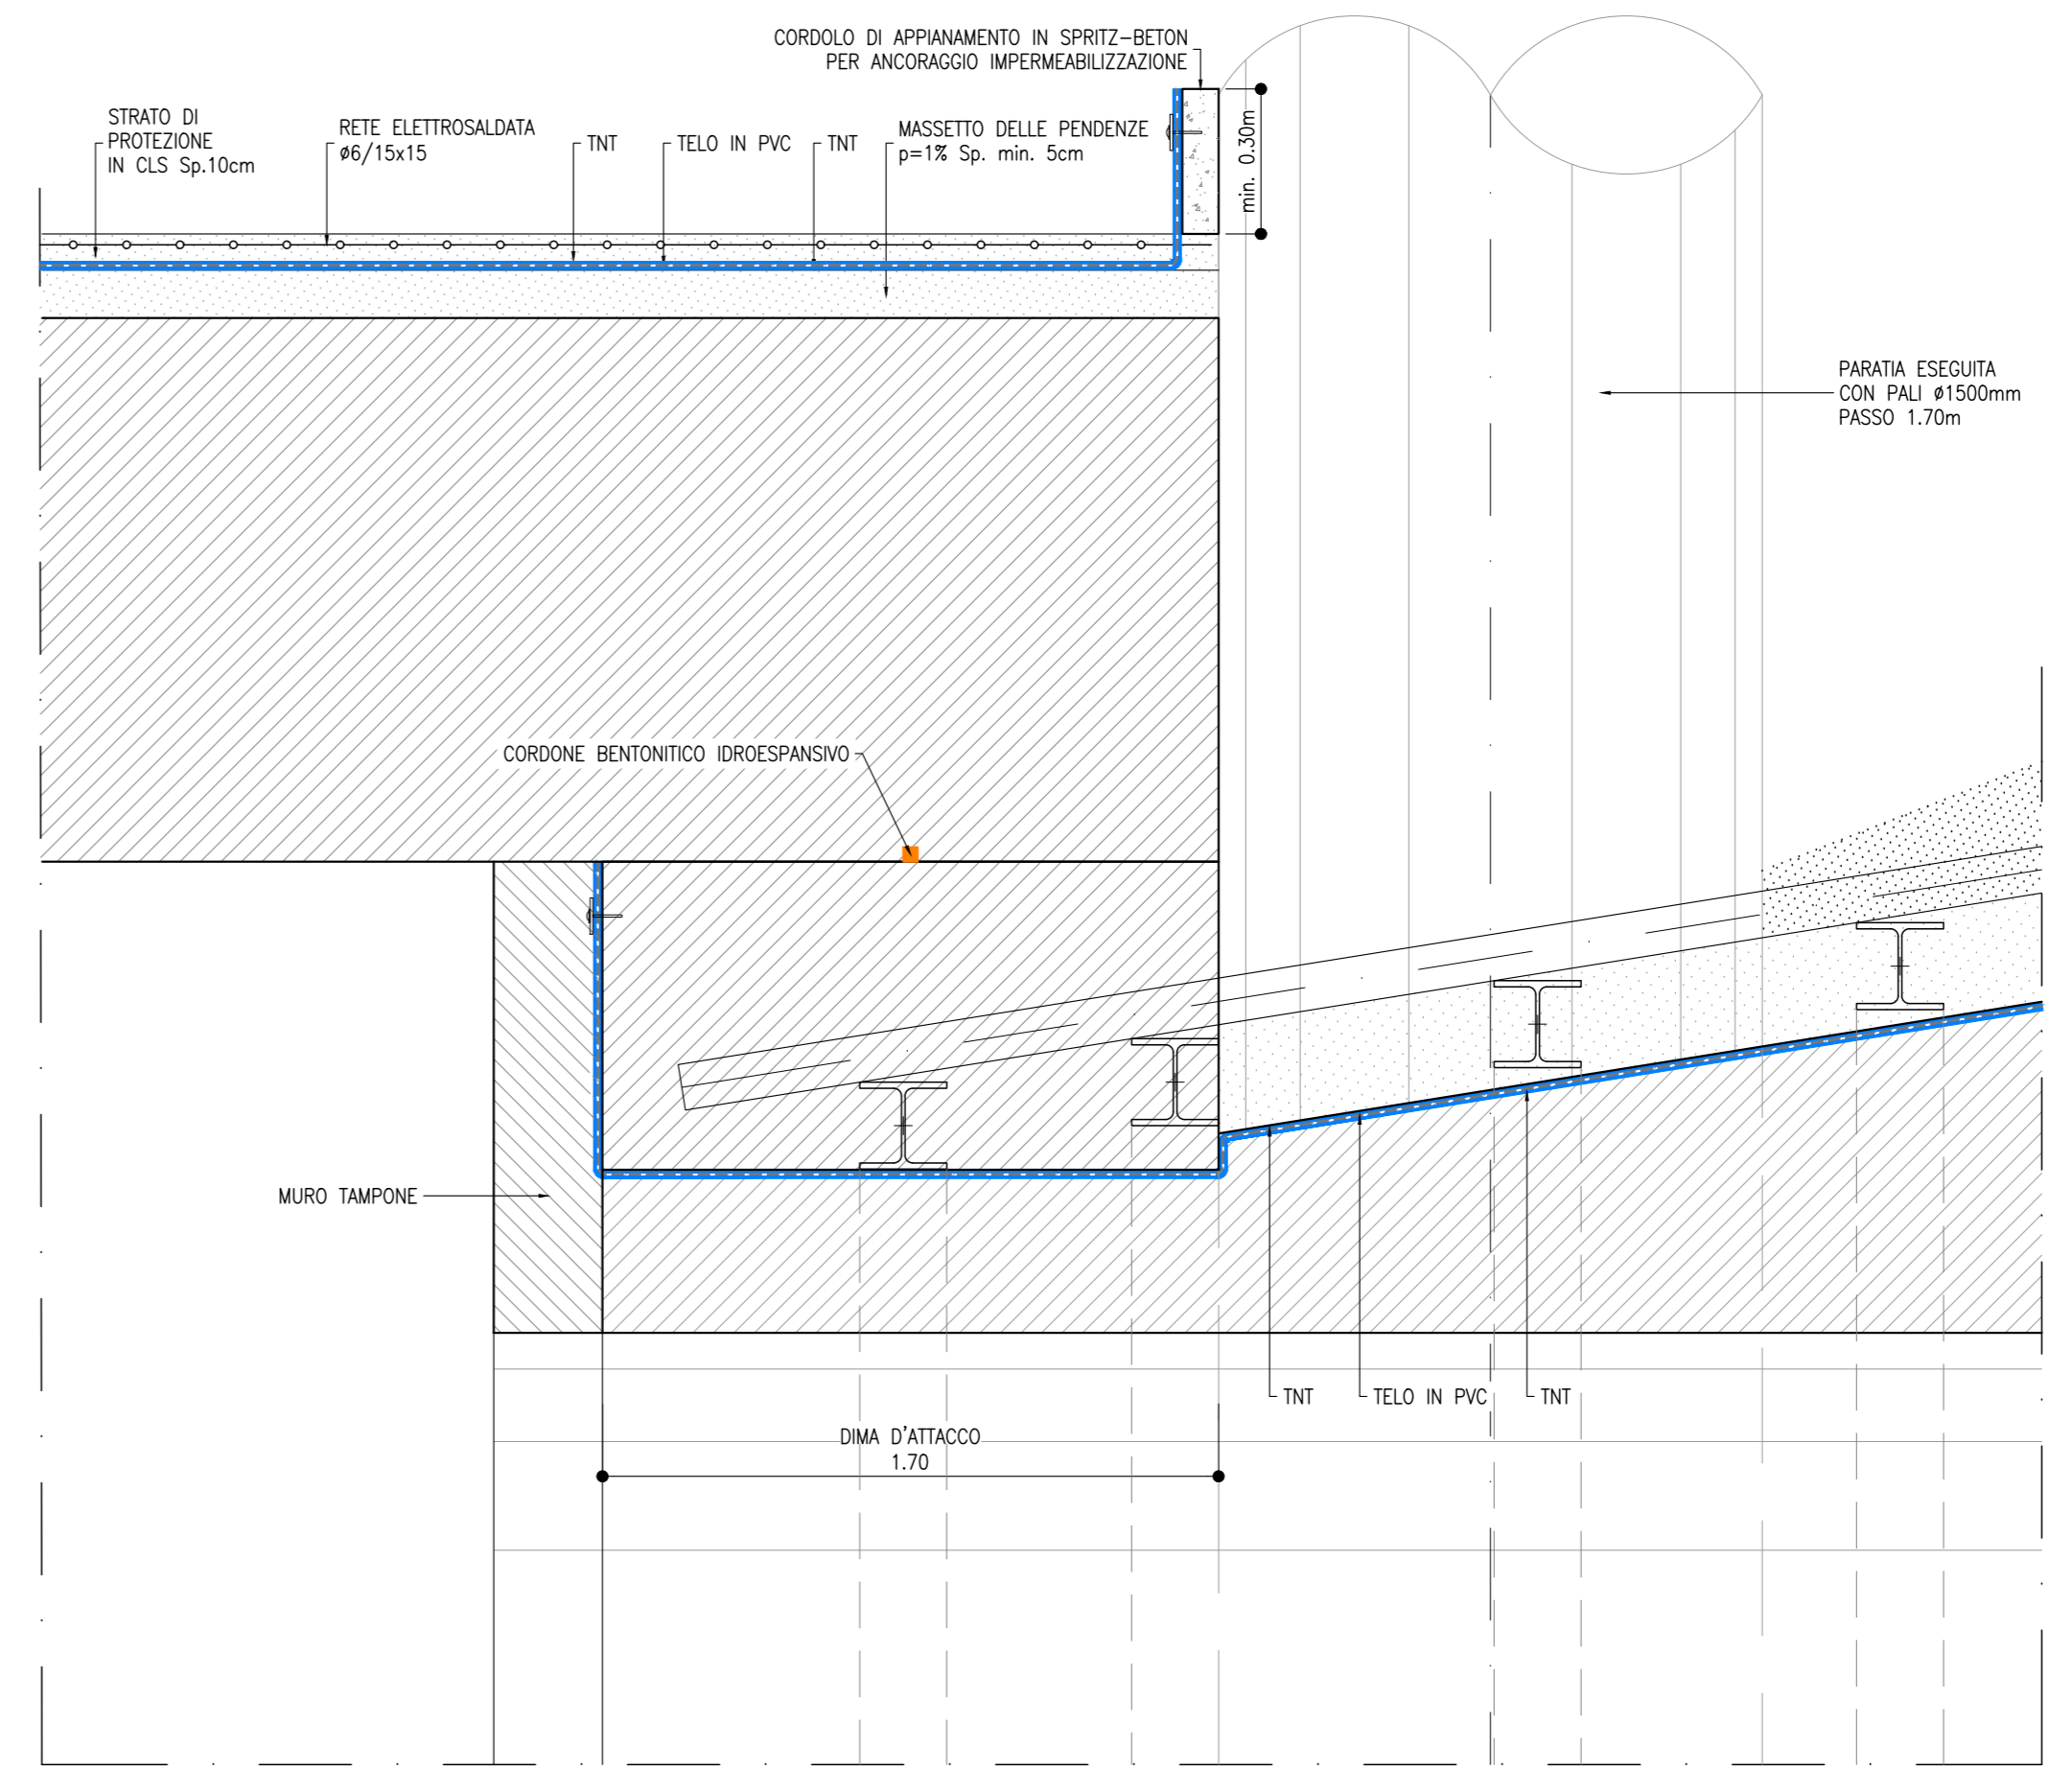 CORDOLO DI APPIANAMENTO IN SPRITZ-BETON
PER ANCORAGGIO IMPERMEABILIZZAZIONE
STRATO DI
PROTEZIONE
IN CLS Sp.10cm
RETE ELETTROSALDATA
ø6/15x15
TNT
TELO IN PVC
TNT
MASSETTO DELLE PENDENZE
p=1% Sp. min. 5cm
min. 0.30m
PARATIA ESEGUITA
CON PALI ø1500mm
PASSO 1.70m
CORDONE BENTONITICO IDROESPANSIVO
MURO TAMPONE
TNT
TELO IN PVC
TNT
DIMA D'ATTACCO
1.70